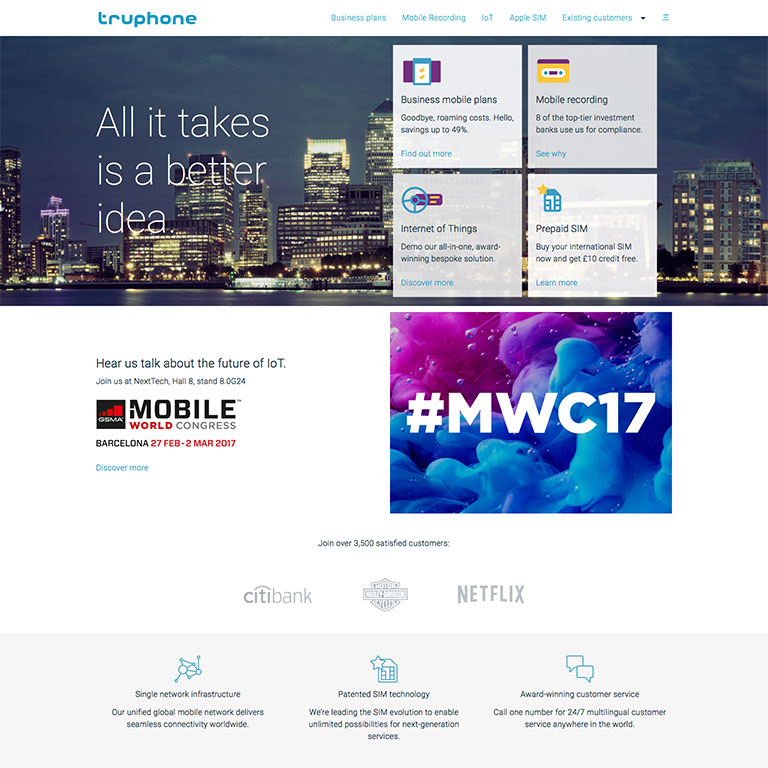 truphone
Business plans
Mobile Recording
IoT
Apple SIM
Existing customers
All it takes
is a better
idea.
Business mobile plans
Goodbye, roaming costs. Hello,
savings up to 49%.
Find out more
Mobile recording
8 of the top-tier investment
banks use us for compliance.
See why
Internet of Things
Demo our all-in-one, award-
winning bespoke solution.
Discover more
Prepaid SIM
Buy your international SIM
now and get £10 credit free.
Learn more
Hear us talk about the future of IoT.
Join us at NextTech, Hall 8, stand 8.0G24
GSMA
MOBILE™
WORLD CONGRESS
BARCELONA 27 FEB - 2 MAR 2017
Discover more
#MWC17
Join over 3,500 satisfied customers:
citibank
MOTOR
HARLEY-DAVIDSON
CYCLES
NETFLIX
Single network infrastructure
Our unified global mobile network delivers
seamless connectivity worldwide.
Patented SIM technology
We're leading the SIM evolution to enable
unlimited possibilities for next-generation
services.
Award-winning customer service
Call one number for 24/7 multilingual customer
service anywhere in the world.